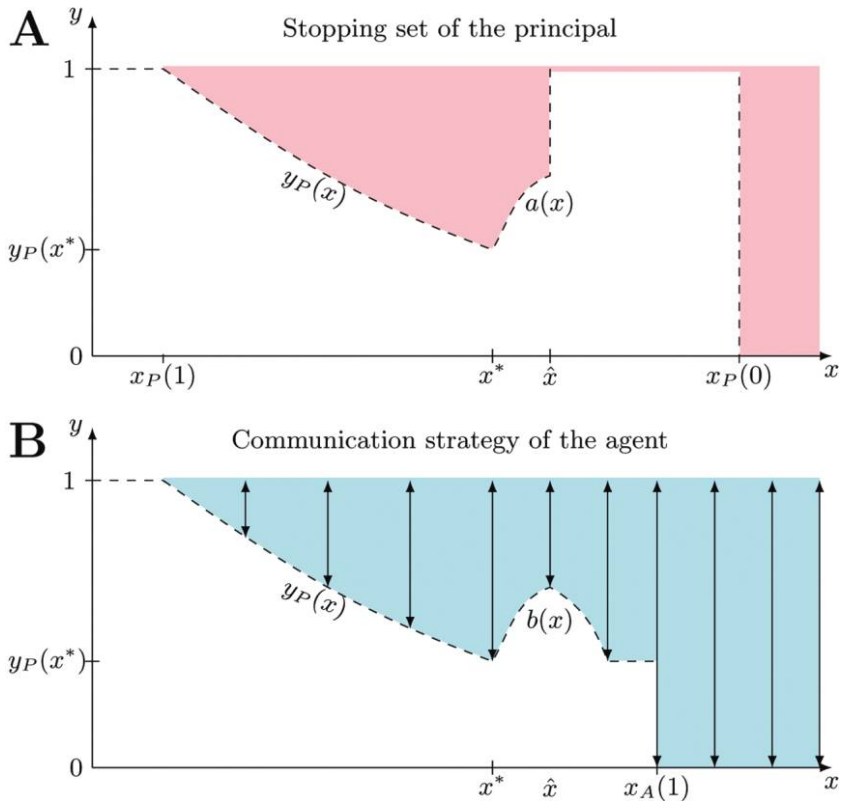 A
y
Stopping set of the principal
1
y_P(x)
a(x)
y_P(x*)
0
x_P(1)
x*
x̂
x_P(0)
x
B
y
Communication strategy of the agent
1
y_P(x)
b(x)
y_P(x*)
0
x*
x̂
x_A(1)
x